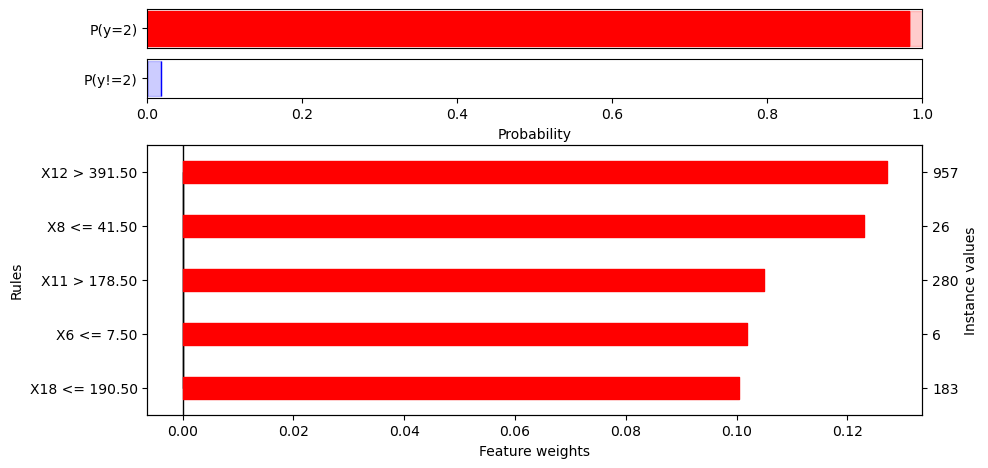 P(y=2)
P(y!=2)
0.0 0.2 0.4 0.6 0.8 1.0
Probability
X12 > 391.50 957
X8 <= 41.50 26
X11 > 178.50 280
X6 <= 7.50 6
X18 <= 190.50 183
Rules
Instance values
0.00 0.02 0.04 0.06 0.08 0.10 0.12
Feature weights